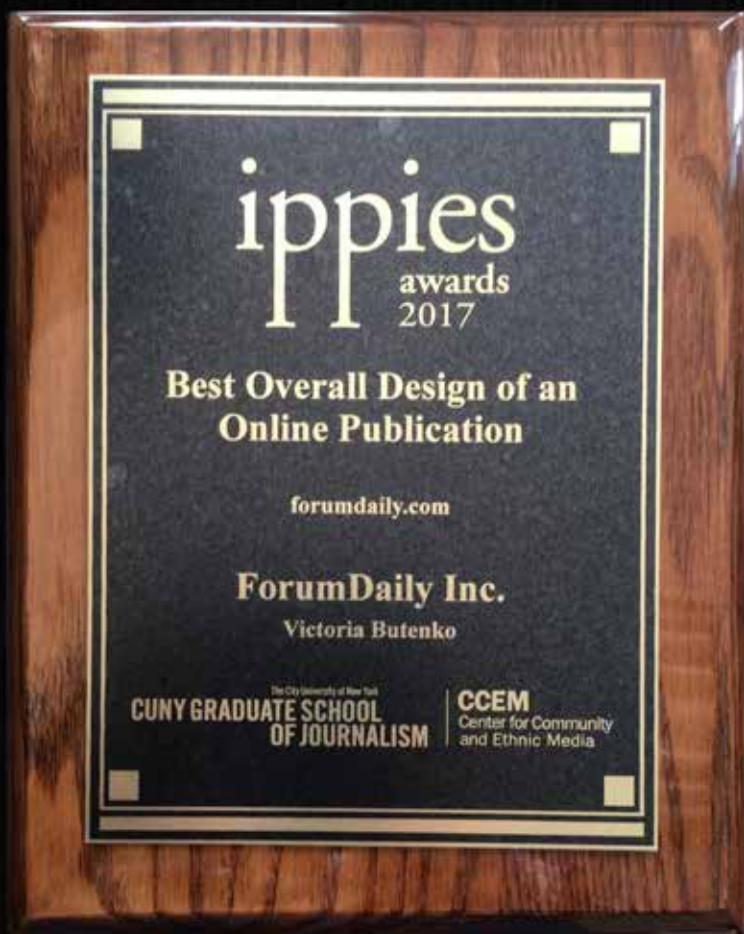 ippies
awards
2017
Best Overall Design of an
Online Publication
forumdaily.com
ForumDaily Inc.
Victoria Butenko
The City University of New York
CUNY GRADUATE SCHOOL
OF JOURNALISM
CCEM
Center for Community
and Ethnic Media